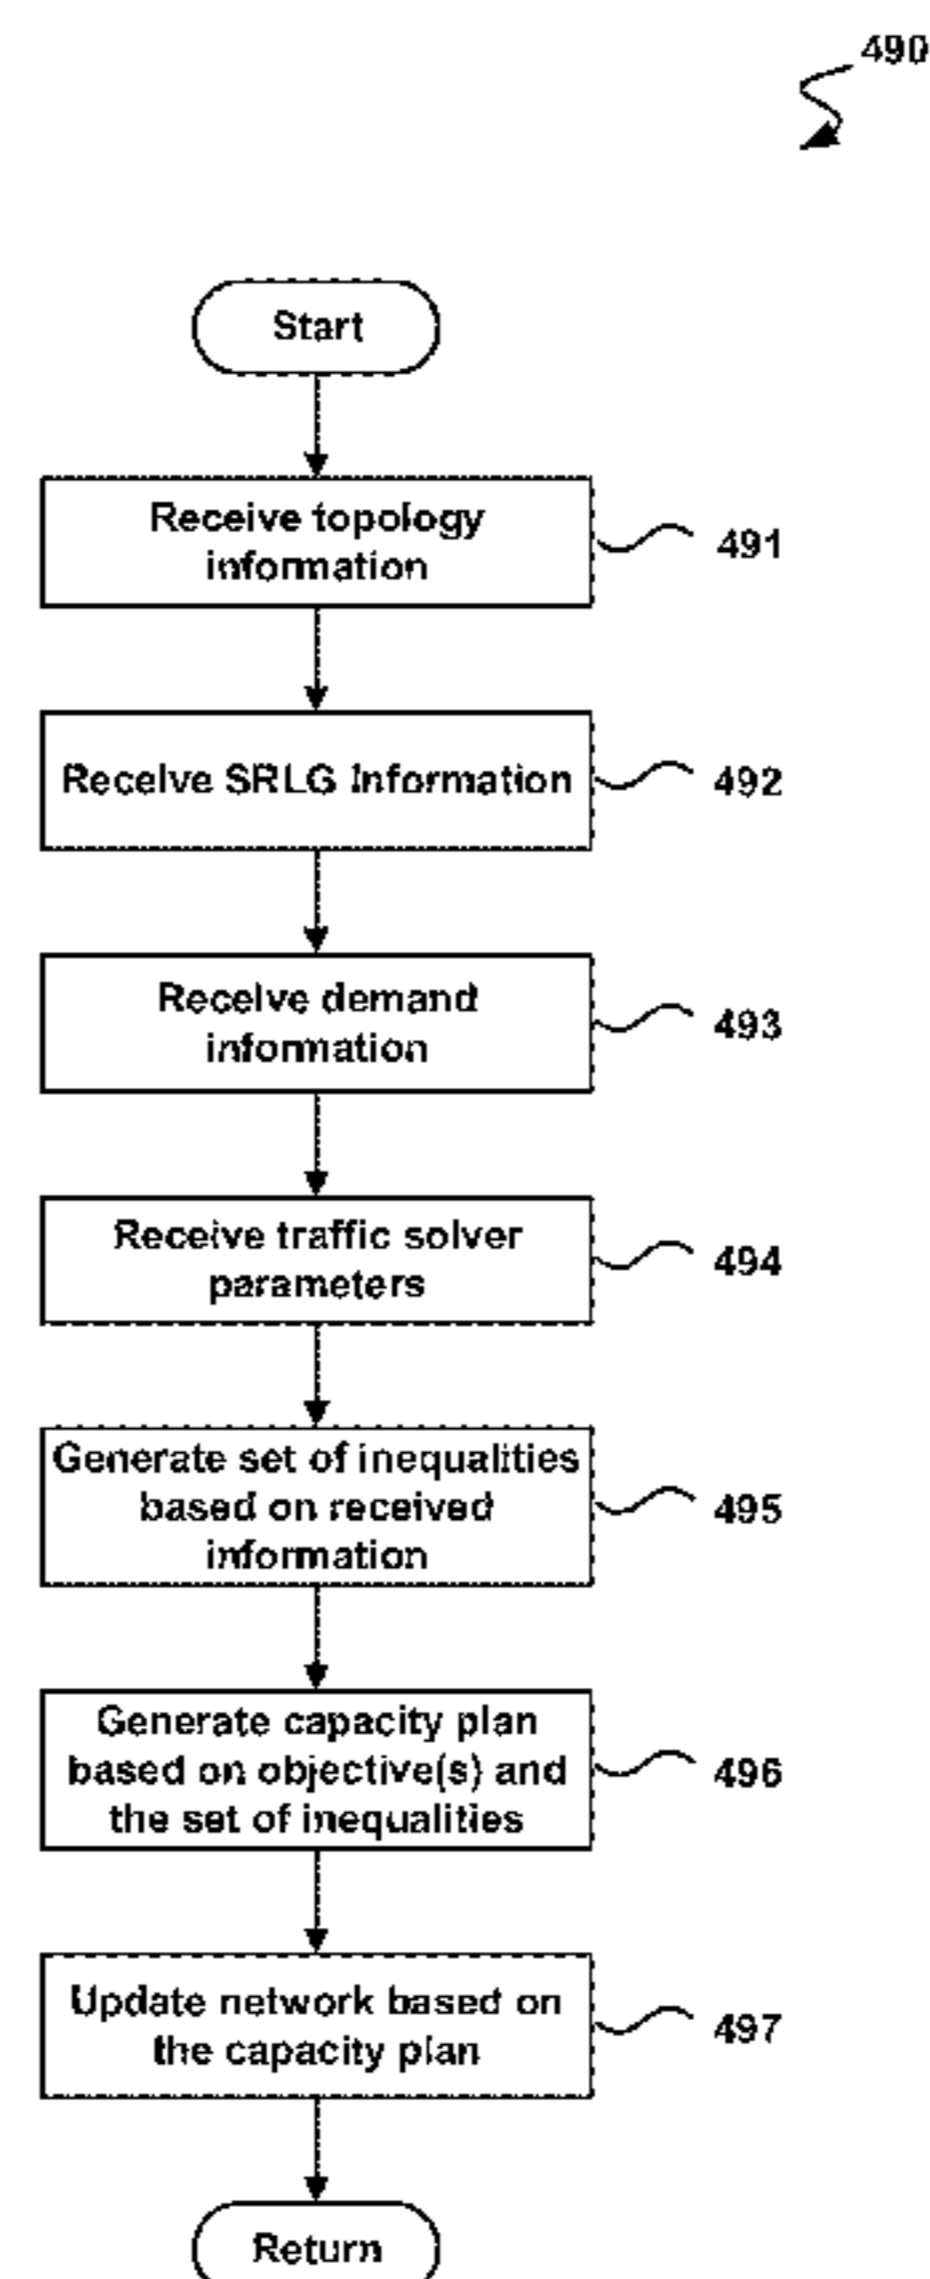 490
Start
Receive topology
information
491
Receive SRLG Information
492
Receive demand
information
493
Receive traffic solver
parameters
494
Generate set of inequalities
based on received
information
495
Generate capacity plan
based on objective(s) and
the set of inequalities
496
Update network based on
the capacity plan
497
Return